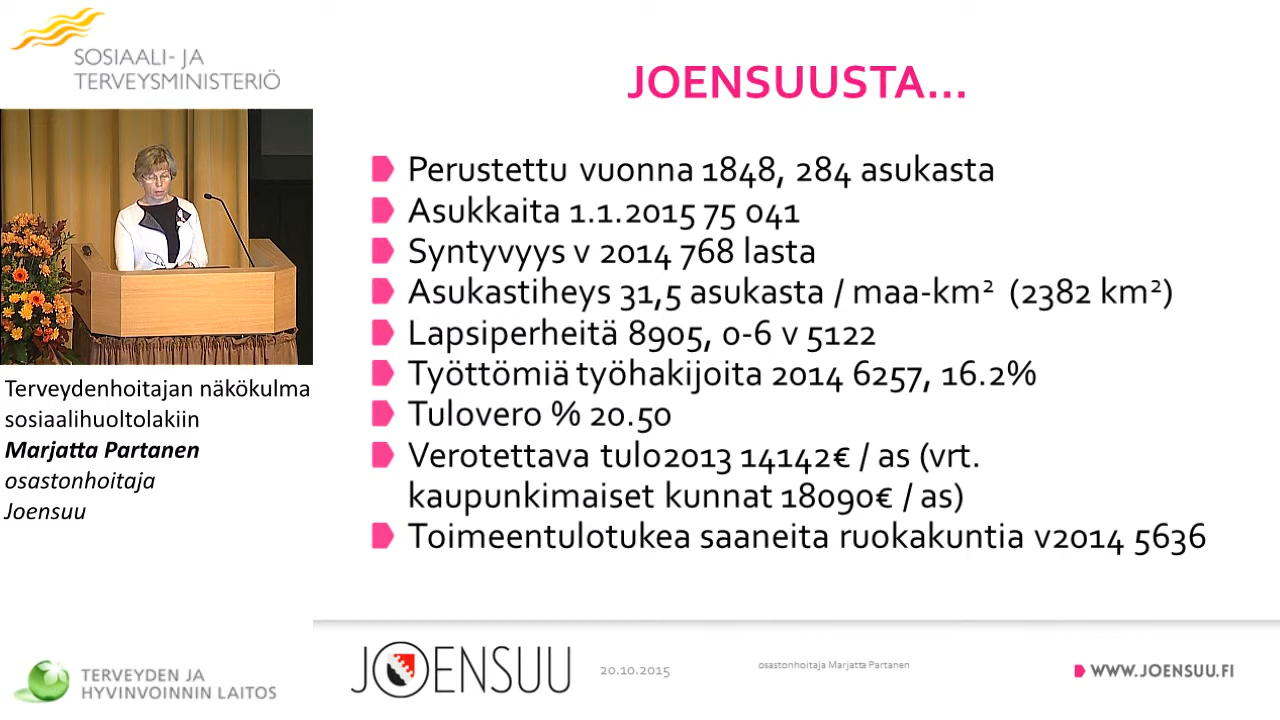 SOSIAALI- JA
TERVEYSMINISTERIÖ
JOENSUUSTA...
Perustettu vuonna 1848, 284 asukasta
Asukkaita 1.1.2015 75 041
Syntyvyys v 2014 768 lasta
Asukastiheys 31,5 asukasta / maa-km² (2382 km²)
Lapsiperheitä 8905, 0-6 v 5122
Työttömiä työhakijoita 2014 6257, 16.2%
Tulovero % 20.50
Verotettava tulo2013 14142€ / as (vrt.
kaupunkimaiset kunnat 18090€ / as)
Toimeentulotukea saaneita ruokakuntia v2014 5636
Terveydenhoitajan näkökulma
sosiaalihuoltolakiin
Marjatta Partanen
osastonhoitaja
Joensuu
TERVEYDEN JA
HYVINVOINNIN LAITOS
JOENSUU
20.10.2015
osastonhoitaja Marjatta Partanen
WWW.JOENSUU.FI